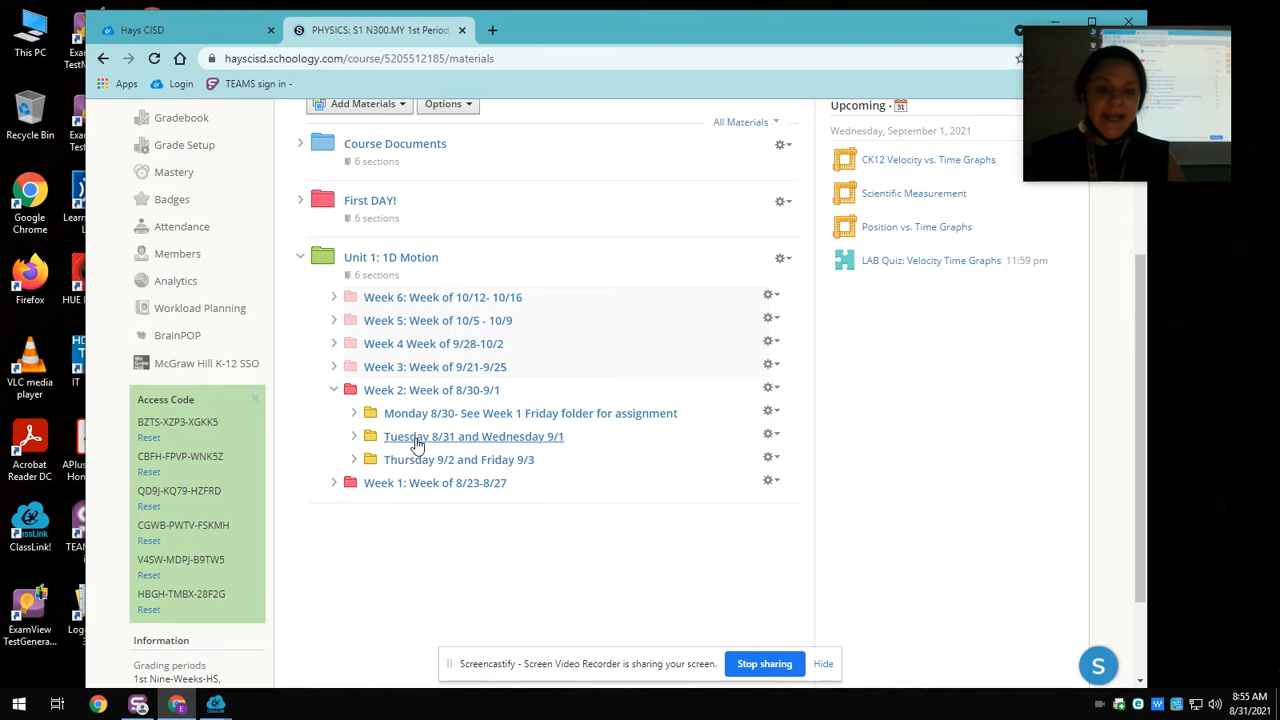 This PC
Recycle Bin
Google
Chrome
Firefox
VLC media
player
Acrobat
Reader DC
ClassLink!
ExamView
TestGenera...
Hays CISD
PHYSICS: S1 N300.MY 1st Period,
hayscisd.schoology.com/course/5205512185/materials
Apps
Login
TEAMS sign in -
Gradebook
Grade Setup
Mastery
Badges
Attendance
Members
Analytics
Workload Planning
BrainPOP
McGraw Hill K-12 SSO
Access Code
BZTS-XZP3-XGKK5
Reset
CBFH-FPVP-WNK5Z
Reset
QD9J-KQ79-HZFRD
Reset
CGWB-PWTV-FSKMH
Reset
V4SW-MDPJ-B9TW5
Reset
HBGH-TMBX-28F2G
Reset
Information
Grading periods
1st Nine-Weeks-HS,
Add Materials
Options
All Materials
Course Documents
6 sections
First DAY!
6 sections
Unit 1: 1D Motion
6 sections
Week 6: Week of 10/12- 10/16
Week 5: Week of 10/5 - 10/9
Week 4 Week of 9/28-10/2
Week 3: Week of 9/21-9/25
Week 2: Week of 8/30-9/1
Monday 8/30- See Week 1 Friday folder for assignment
Tuesday 8/31 and Wednesday 9/1
Thursday 9/2 and Friday 9/3
Week 1: Week of 8/23-8/27
Upcoming - 31
Wednesday, September 1, 2021
CK12 Velocity vs. Time Graphs
Scientific Measurement
Position vs. Time Graphs
LAB Quiz: Velocity Time Graphs 11:59 pm
Screencastify - Screen Video Recorder is sharing your screen.
Stop sharing
Hide
S
8:55 AM
8/31/2021